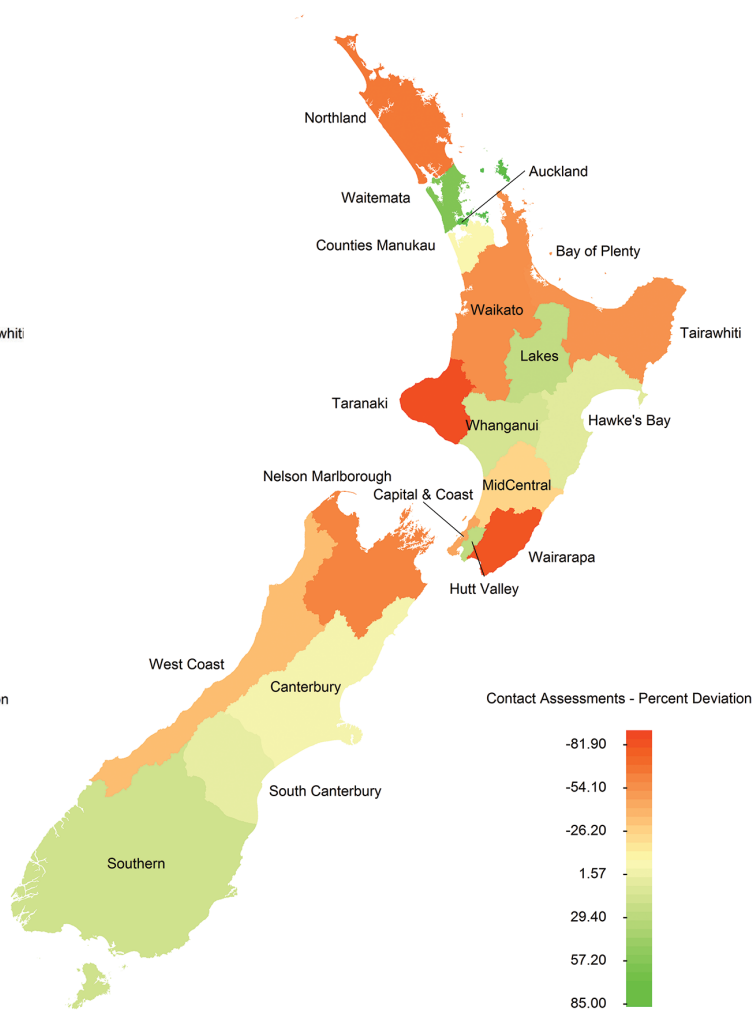 Northland
Auckland
Waitemata
Counties Manukau
Bay of Plenty
Waikato
whiti
Tairawhiti
Lakes
Taranaki
Hawke's Bay
Whanganui
Nelson Marlborough
MidCentral
Capital & Coast
Wairarapa
Hutt Valley
West Coast
Canterbury
n
Contact Assessments - Percent Deviation
-81.90
-54.10
South Canterbury
-26.20
Southern
1.57
29.40
57.20
85.00